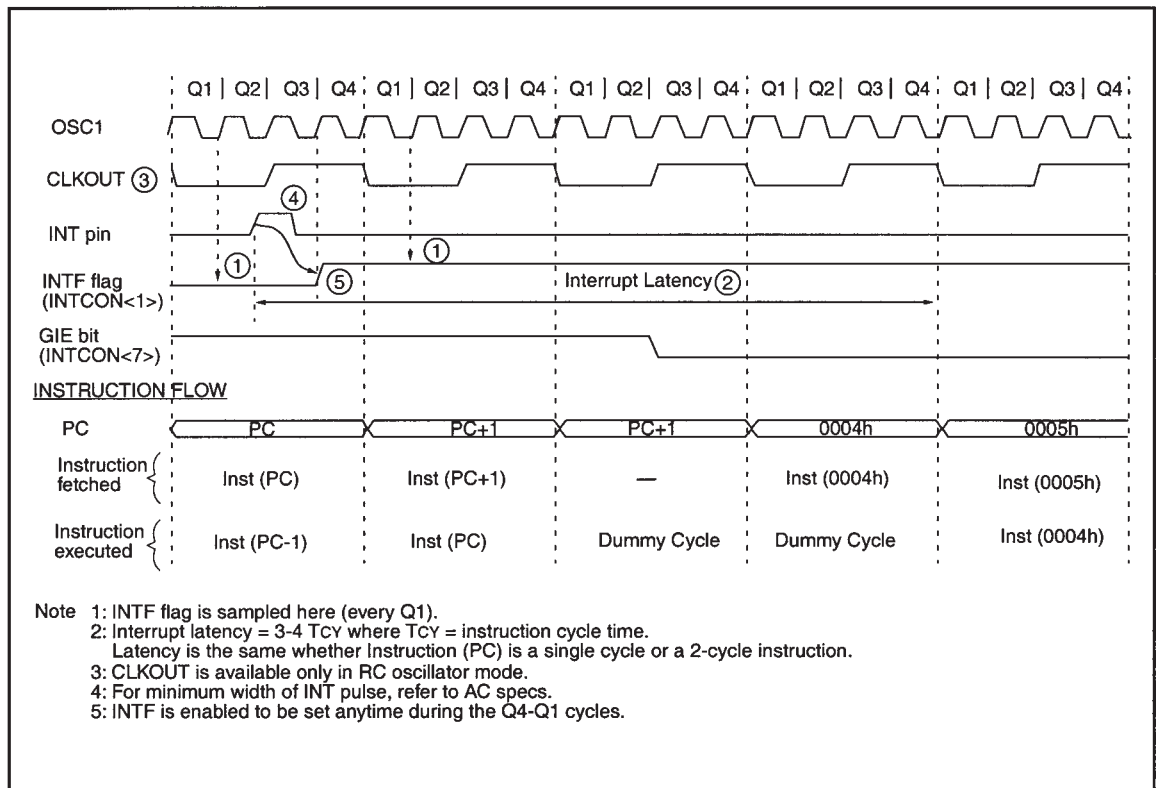 Q1 | Q2| Q3 | Q4 Q1 | Q2 | Q3 | Q4 Q1 | Q2| Q3 | Q4 Q1 | Q2 | Q3 | Q4 Q1 | Q2 | Q3 | Q4
OSC1
CLKOUT ③
④
INT pin
① ①
INTF flag
(INTCON<1>)
⑤ Interrupt Latency ②
GIE bit
(INTCON<7>)
INSTRUCTION FLOW
PC PC PC+1 PC+1 0004h 0005h
Instruction
fetched
Inst (PC) Inst (PC+1) — Inst (0004h) Inst (0005h)
Instruction
executed
Inst (PC-1) Inst (PC) Dummy Cycle Dummy Cycle Inst (0004h)
Note 1: INTF flag is sampled here (every Q1).
2: Interrupt latency = 3-4 TCY where TCY = instruction cycle time.
Latency is the same whether Instruction (PC) is a single cycle or a 2-cycle instruction.
3: CLKOUT is available only in RC oscillator mode.
4: For minimum width of INT pulse, refer to AC specs.
5: INTF is enabled to be set anytime during the Q4-Q1 cycles.